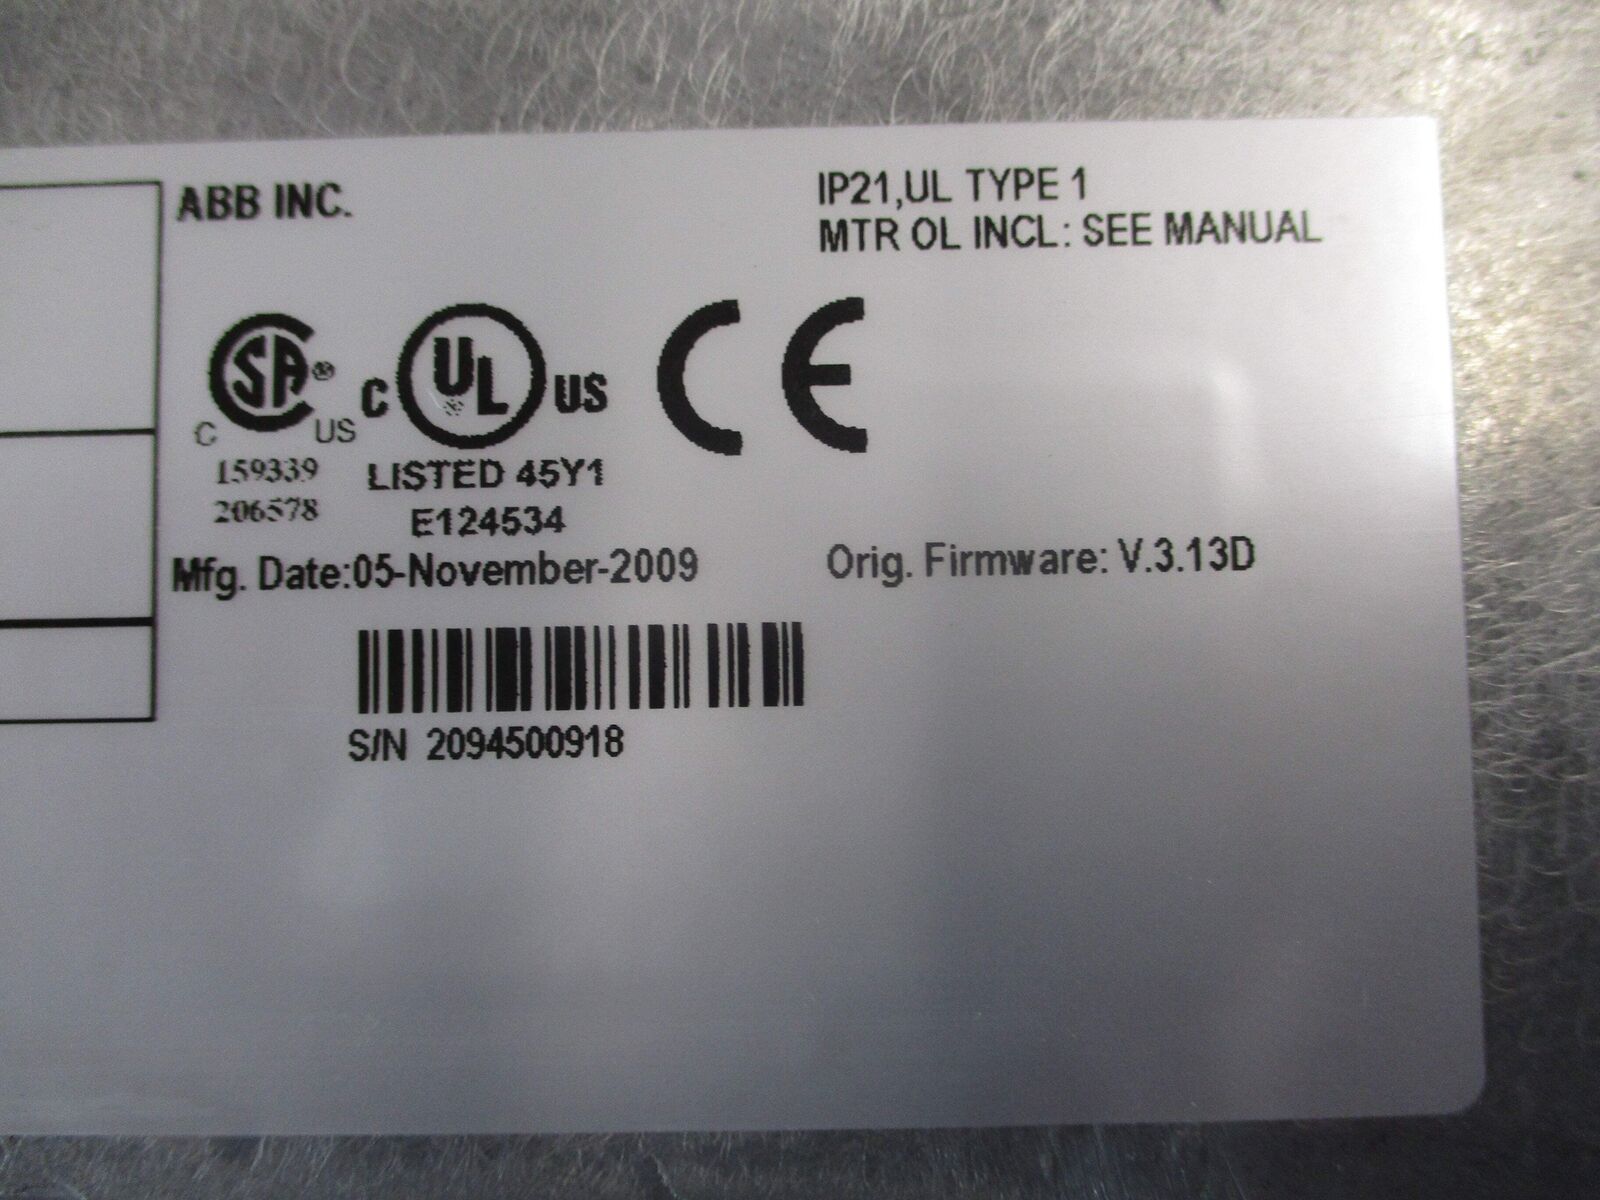 ABB INC.
IP21,UL TYPE 1
MTR OL INCL: SEE MANUAL
SA ®
C US
159339
206578
C UL US
LISTED 45Y1
E124534
CE
Mfg. Date:05-November-2009
Orig. Firmware: V.3.13D
S/N 2094500918